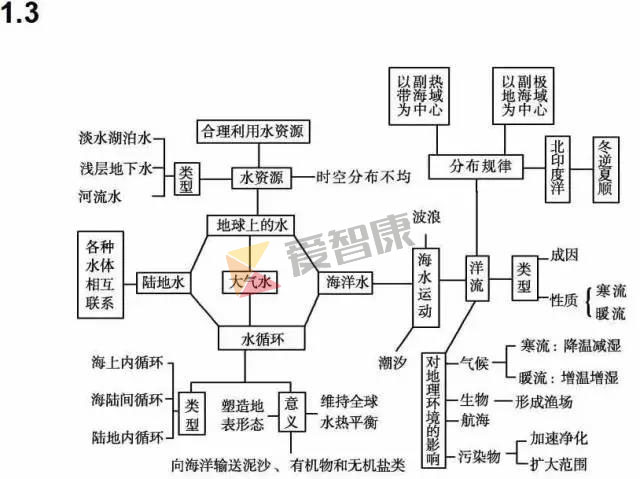 1.3
以副热
带海域
为中心
以副极
地海域
为中心
合理利用水资源
淡水湖泊水
浅层地下水
河流水
类型
水资源
时空分布不均
分布规律
北印度洋
冬逆夏顺
地球上的水
各种
水体
相互
联系
陆地水
大气水
海洋水
爱智康
波浪
海水运动
潮汐
洋流
类型
成因
性质
寒流
暖流
水循环
海上内循环
海陆间循环
陆地内循环
类型
塑造地
表形态
意义
维持全球
水热平衡
向海洋输送泥沙、有机物和无机盐类
对地理环境的影响
气候
寒流：降温减湿
暖流：增温增湿
生物
形成渔场
航海
污染物
加速净化
扩大范围